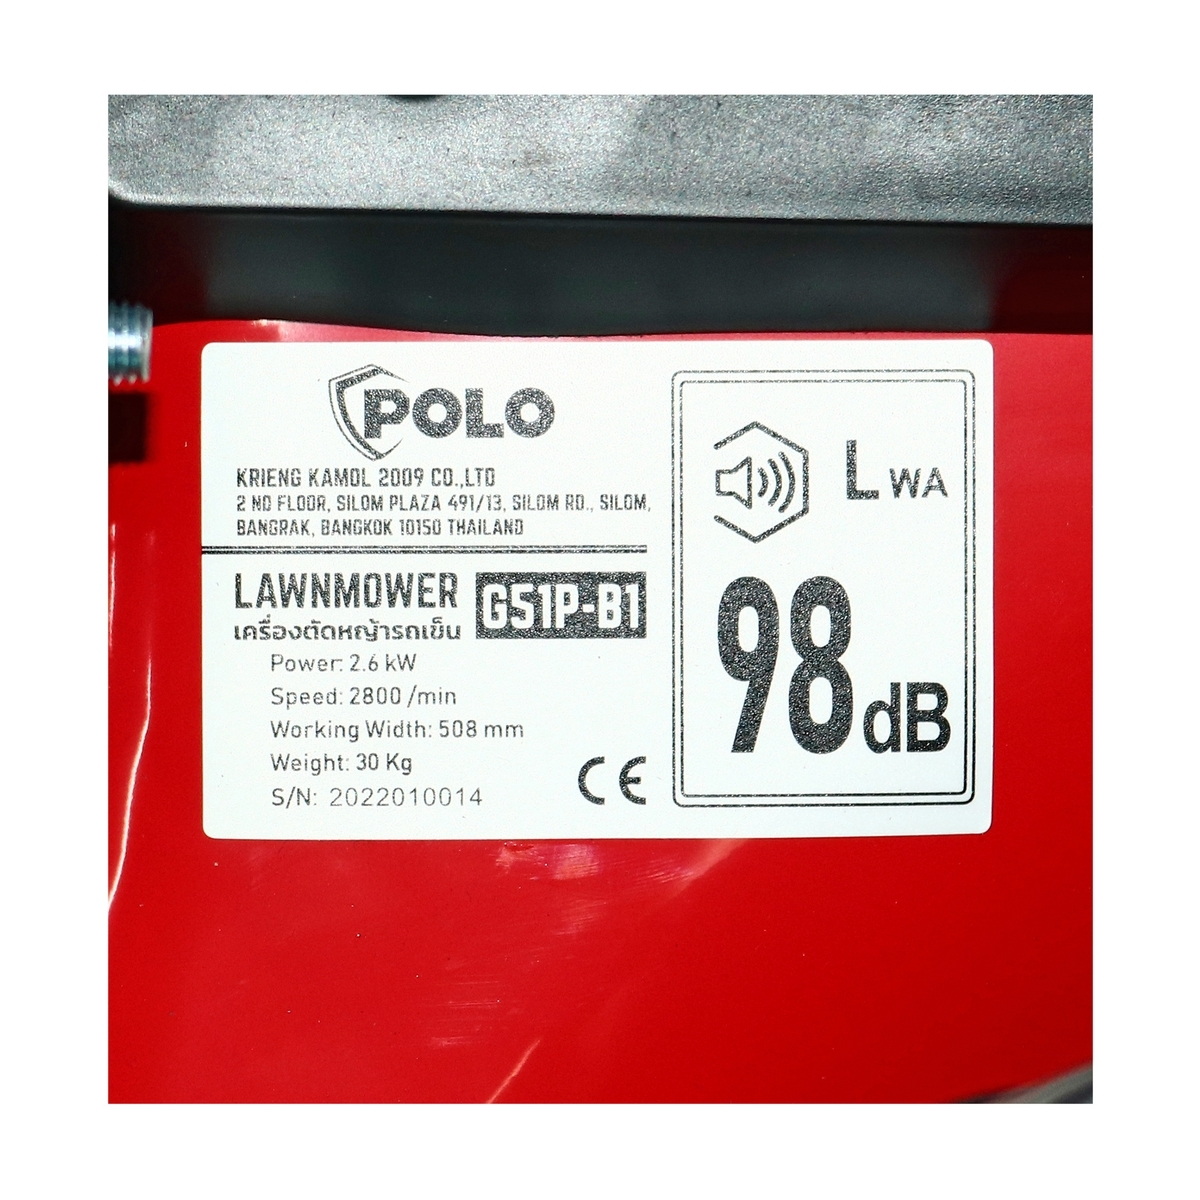 POLO
KRIENG KAMOL 2009 CO.,LTD
2 ND FLOOR, SILOM PLAZA 491/13, SILOM RD., SILOM,
BANGRAK, BANGKOK 10150 THAILAND
LAWNMOWER G51P-B1
เครื่องตัดหญ้ารถเข็น
Power: 2.6 kW
Speed: 2800 /min
Working Width: 508 mm
Weight: 30 Kg
S/N: 2022010014
CE
LWA
98 dB